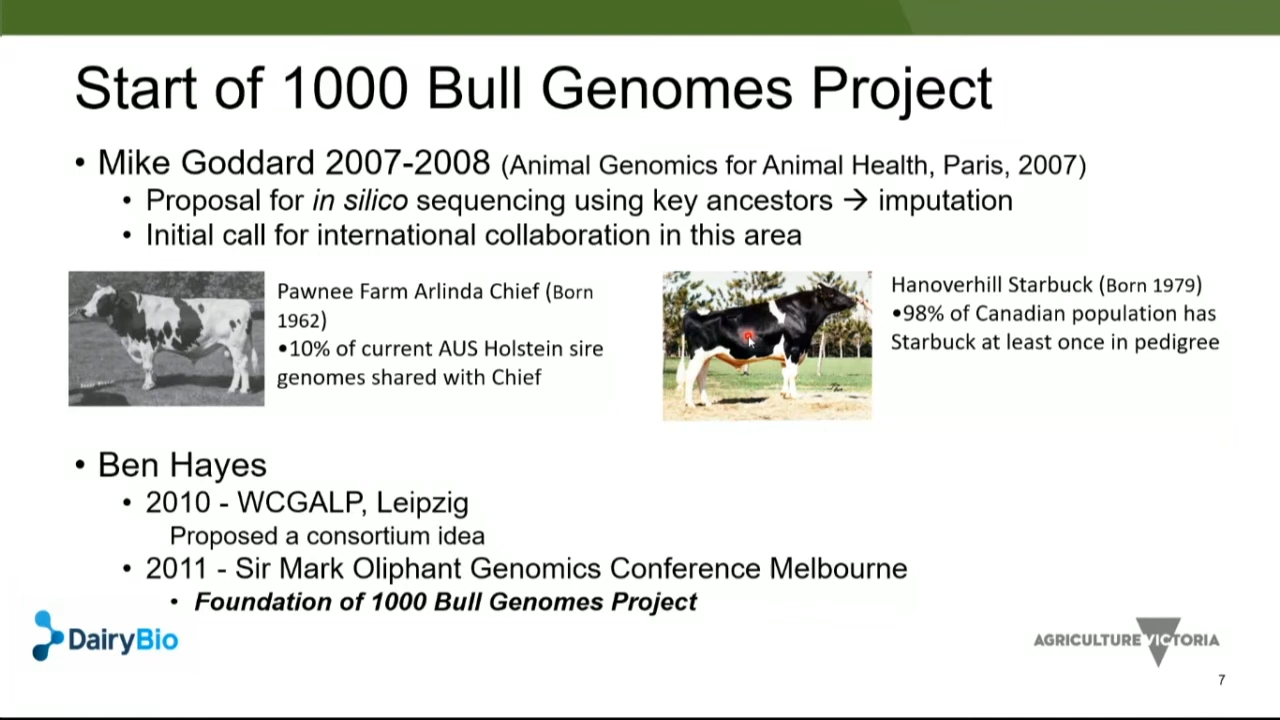 Start of 1000 Bull Genomes Project
• Mike Goddard 2007-2008 (Animal Genomics for Animal Health, Paris, 2007)
• Proposal for in silico sequencing using key ancestors → imputation
• Initial call for international collaboration in this area
Pawnee Farm Arlinda Chief (Born
1962)
•10% of current AUS Holstein sire
genomes shared with Chief
Hanoverhill Starbuck (Born 1979)
•98% of Canadian population has
Starbuck at least once in pedigree
• Ben Hayes
• 2010 - WCGALP, Leipzig
Proposed a consortium idea
• 2011 - Sir Mark Oliphant Genomics Conference Melbourne
• Foundation of 1000 Bull Genomes Project
DairyBio
AGRICULTURE VICTORIA
7